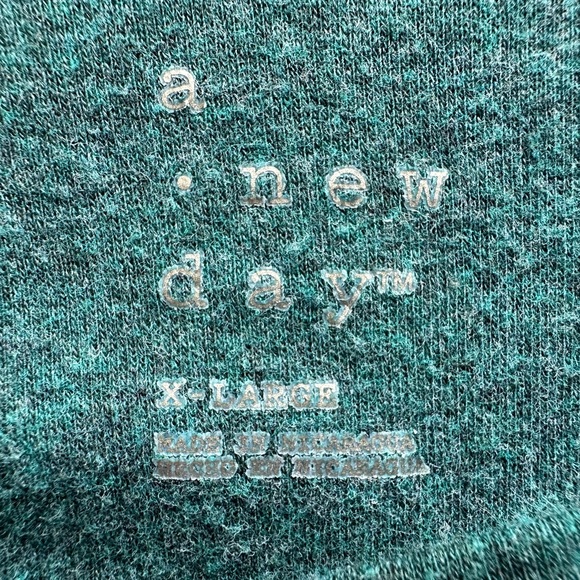 a
· new
day™
X-LARGE
MADE IN NICARAGUA
HECHO EN NICARAGUA